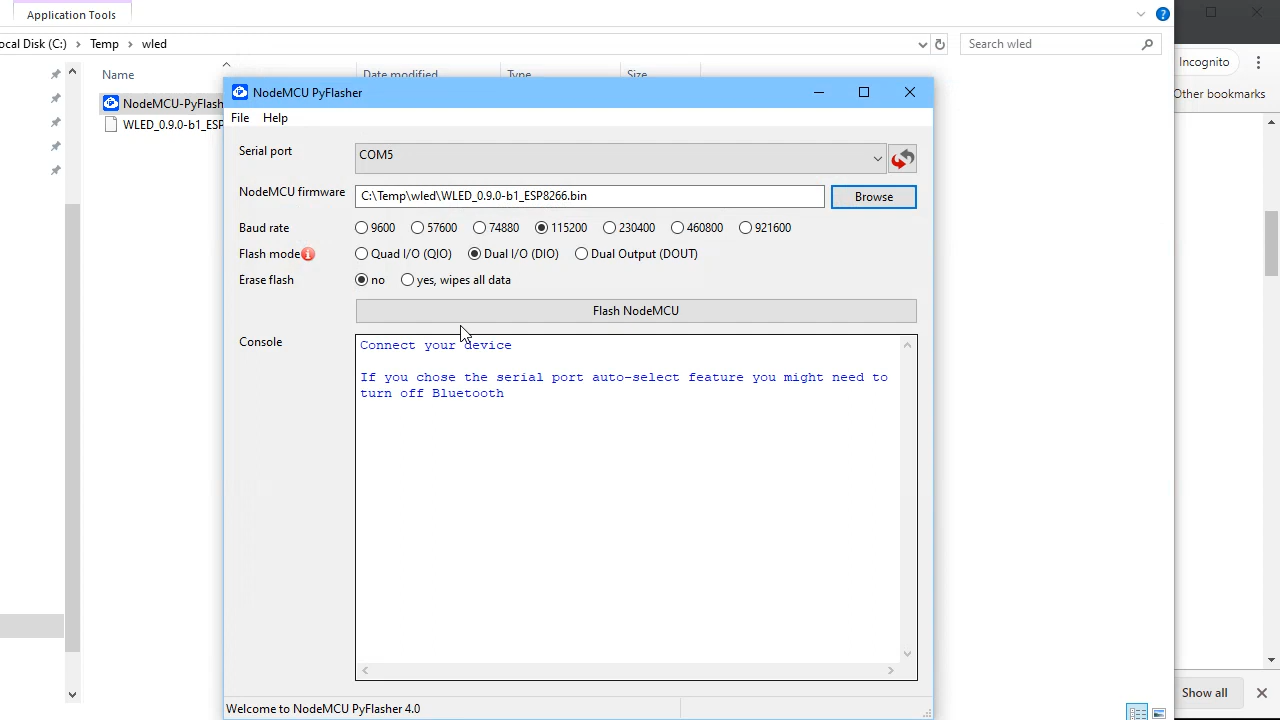 Application Tools
ocal Disk (C:) > Temp > wled
Search wled
Incognito
Other bookmarks
Name
Date modified
Type
Size
NodeMCU-PyFlash
WLED_0.9.0-b1_ESP
NodeMCU PyFlasher
File Help
Serial port
COM5
NodeMCU firmware
C:\Temp\wled\WLED_0.9.0-b1_ESP8266.bin
Browse
Baud rate
9600 57600 74880 115200 230400 460800 921600
Flash mode
Quad I/O (QIO) Dual I/O (DIO) Dual Output (DOUT)
Erase flash
no yes, wipes all data
Flash NodeMCU
Console
Connect your device
If you chose the serial port auto-select feature you might need to
turn off Bluetooth
Show all
Welcome to NodeMCU PyFlasher 4.0